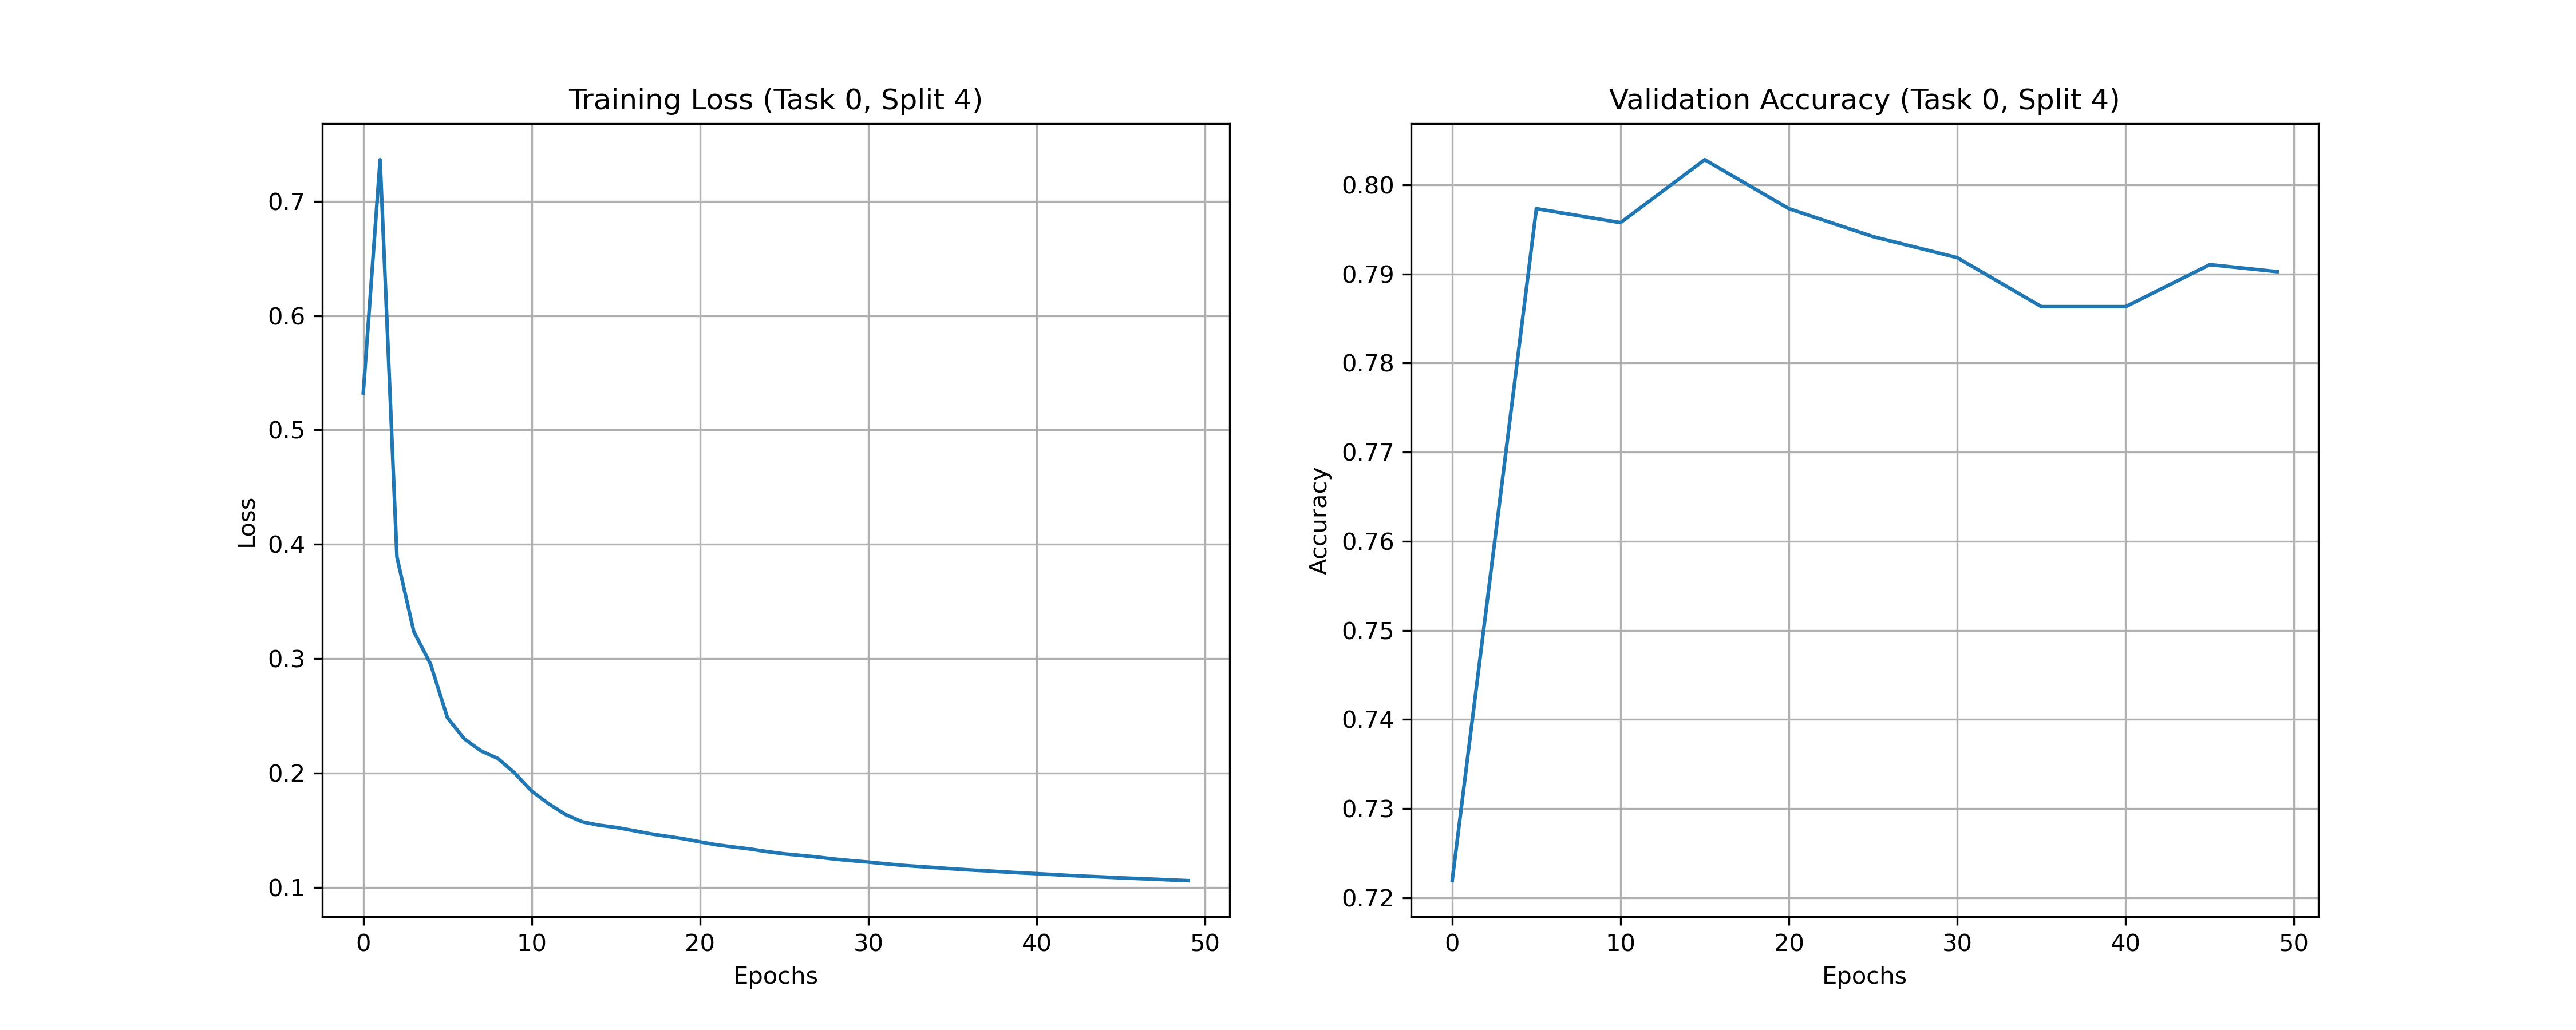 Training Loss (Task 0, Split 4)
Loss
0.7
0.6
0.5
0.4
0.3
0.2
0.1
0 10 20 30 40 50
Epochs
Validation Accuracy (Task 0, Split 4)
Accuracy
0.80
0.79
0.78
0.77
0.76
0.75
0.74
0.73
0.72
0 10 20 30 40 50
Epochs